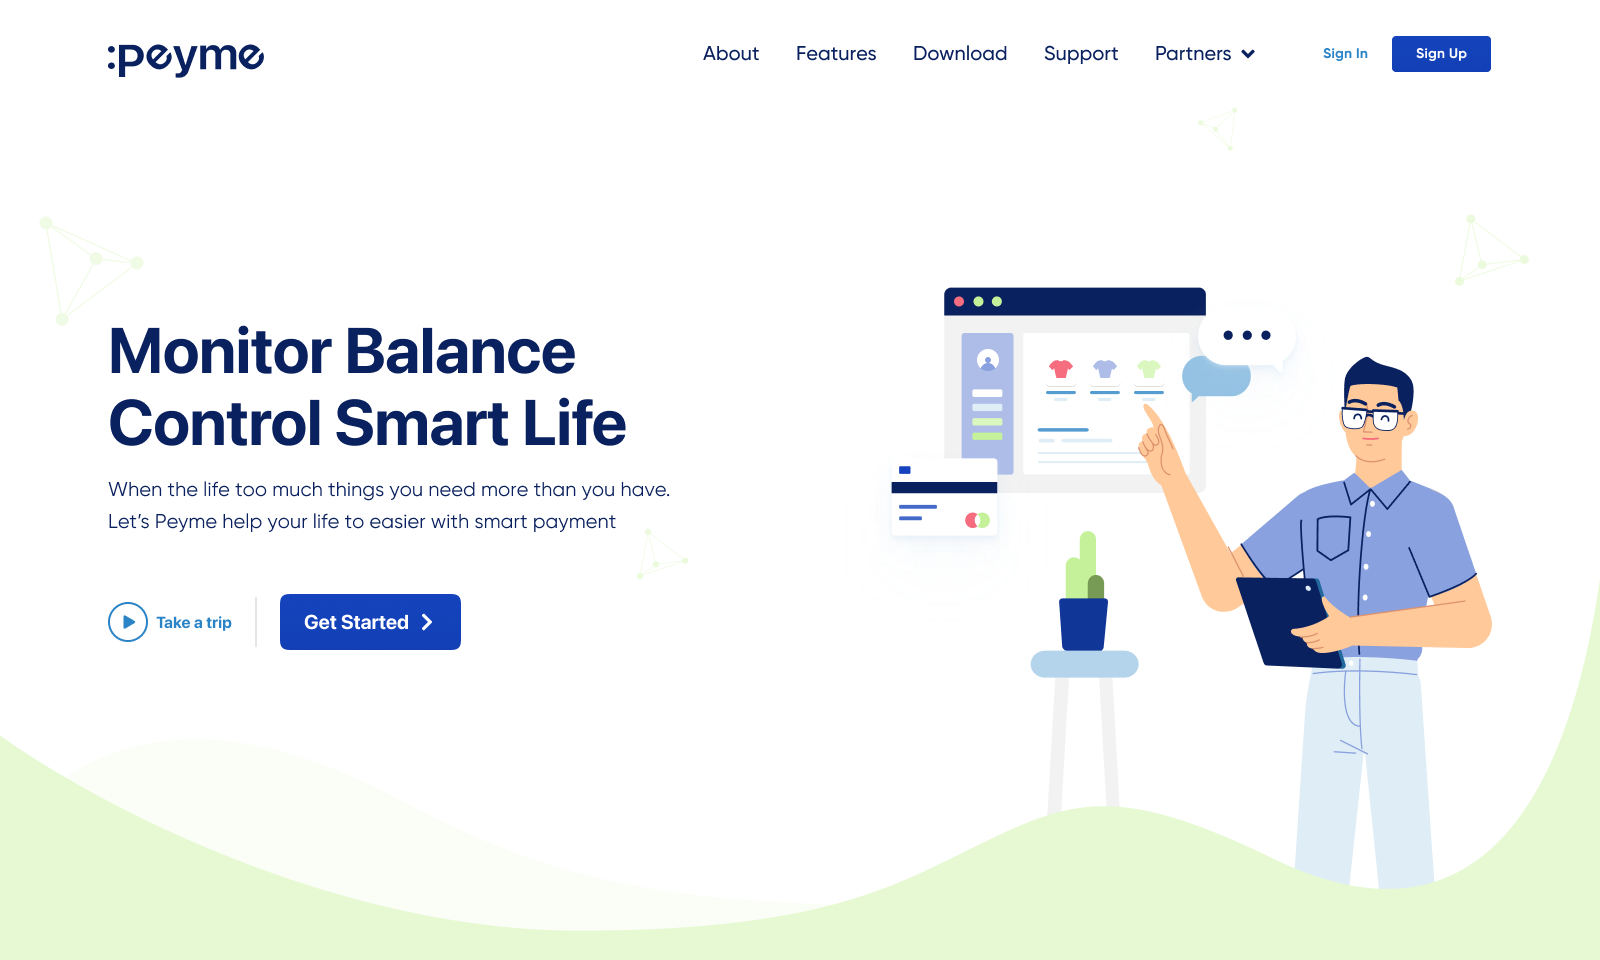 :peyme
About
Features
Download
Support
Partners
Sign In
Sign Up
Monitor Balance
Control Smart Life
When the life too much things you need more than you have.
Let’s Peyme help your life to easier with smart payment
Take a trip
Get Started